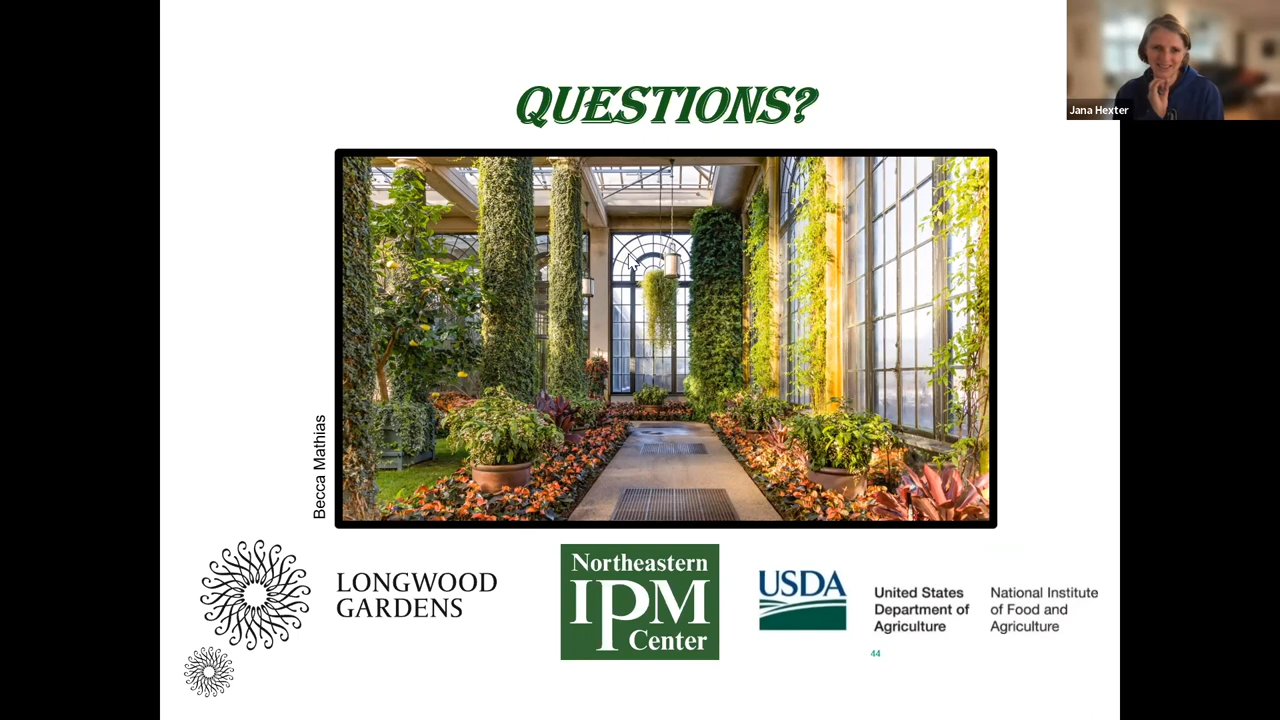 Jana Hexter
QUESTIONS?
Becca Mathias
LONGWOOD
GARDENS
Northeastern
IPM
Center
USDA
United States
Department of
Agriculture
National Institute
of Food and
Agriculture
44